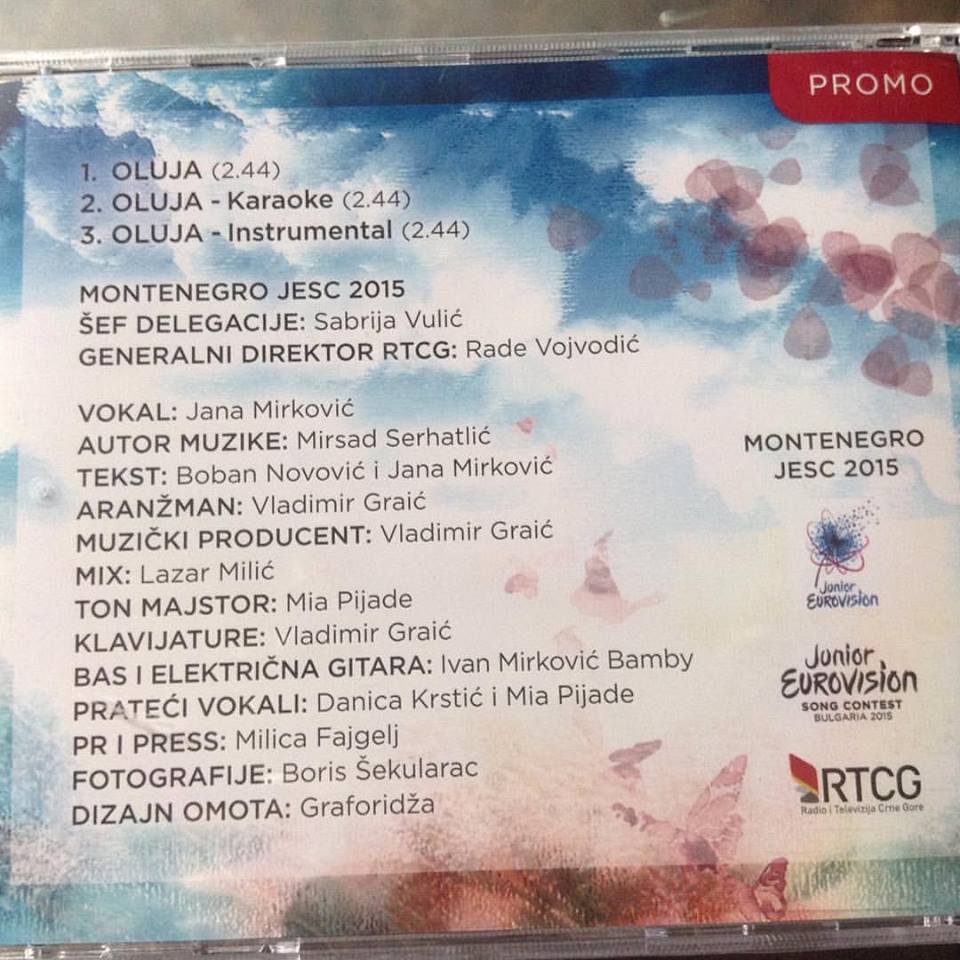 PROMO
1. OLUJA (2.44)
2. OLUJA - Karaoke (2.44)
3. OLUJA - Instrumental (2.44)
MONTENEGRO JESC 2015
ŠEF DELEGACIJE: Sabrija Vulić
GENERALNI DIREKTOR RTCG: Rade Vojvodić
VOKAL: Jana Mirković
AUTOR MUZIKE: Mirsad Serhatlić
TEKST: Boban Novović i Jana Mirković
ARANŽMAN: Vladimir Graić
MUZIČKI PRODUCENT: Vladimir Graić
MIX: Lazar Milić
TON MAJSTOR: Mia Pijade
KLAVIJATURE: Vladimir Graić
BAS I ELEKTRIČNA GITARA: Ivan Mirković Bamby
PRATEĆI VOKALI: Danica Krstić i Mia Pijade
PR I PRESS: Milica Fajgelj
FOTOGRAFIJE: Boris Šekularac
DIZAJN OMOTA: Graforidža
MONTENEGRO
JESC 2015
Junior
EUROVISION
Junior
EUROVISION
SONG CONTEST
BULGARIA 2015
RTCG
Radio i Televizija Crne Gore